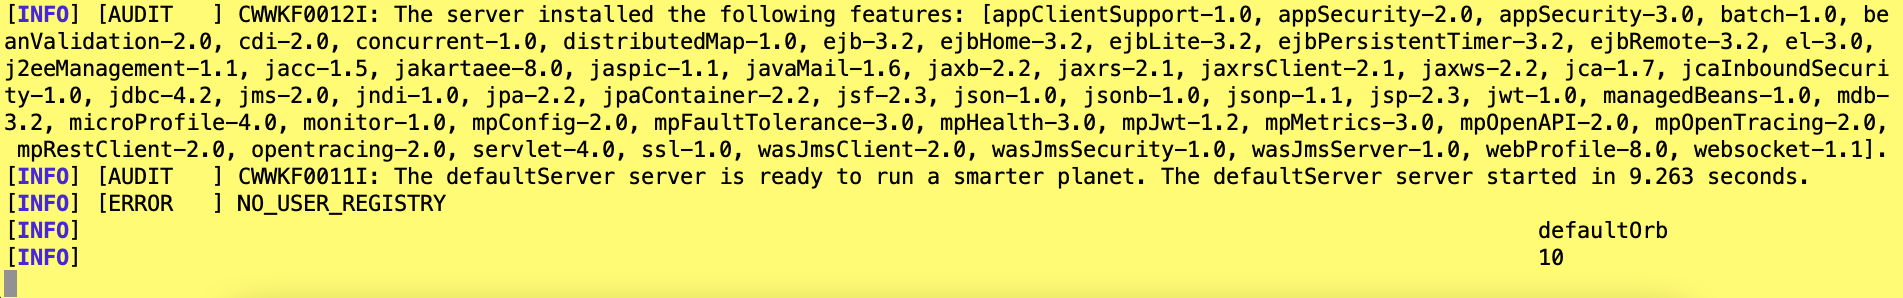 [INFO] [AUDIT   ] CWWKF0012I: The server installed the following features: [appClientSupport-1.0, appSecurity-2.0, appSecurity-3.0, batch-1.0, be
anValidation-2.0, cdi-2.0, concurrent-1.0, distributedMap-1.0, ejb-3.2, ejbHome-3.2, ejbLite-3.2, ejbPersistentTimer-3.2, ejbRemote-3.2, el-3.0,
j2eeManagement-1.1, jacc-1.5, jakartaee-8.0, jaspic-1.1, javaMail-1.6, jaxb-2.2, jaxrs-2.1, jaxrsClient-2.1, jaxws-2.2, jca-1.7, jcaInboundSecuri
ty-1.0, jdbc-4.2, jms-2.0, jndi-1.0, jpa-2.2, jpaContainer-2.2, jsf-2.3, json-1.0, jsonb-1.0, jsonp-1.1, jsp-2.3, jwt-1.0, managedBeans-1.0, mdb-
3.2, microProfile-4.0, monitor-1.0, mpConfig-2.0, mpFaultTolerance-3.0, mpHealth-3.0, mpJwt-1.2, mpMetrics-3.0, mpOpenAPI-2.0, mpOpenTracing-2.0,
 mpRestClient-2.0, opentracing-2.0, servlet-4.0, ssl-1.0, wasJmsClient-2.0, wasJmsSecurity-1.0, wasJmsServer-1.0, webProfile-8.0, websocket-1.1].
[INFO] [AUDIT   ] CWWKF0011I: The defaultServer server is ready to run a smarter planet. The defaultServer server started in 9.263 seconds.
[INFO] [ERROR   ] NO_USER_REGISTRY
[INFO] defaultOrb
[INFO] 10